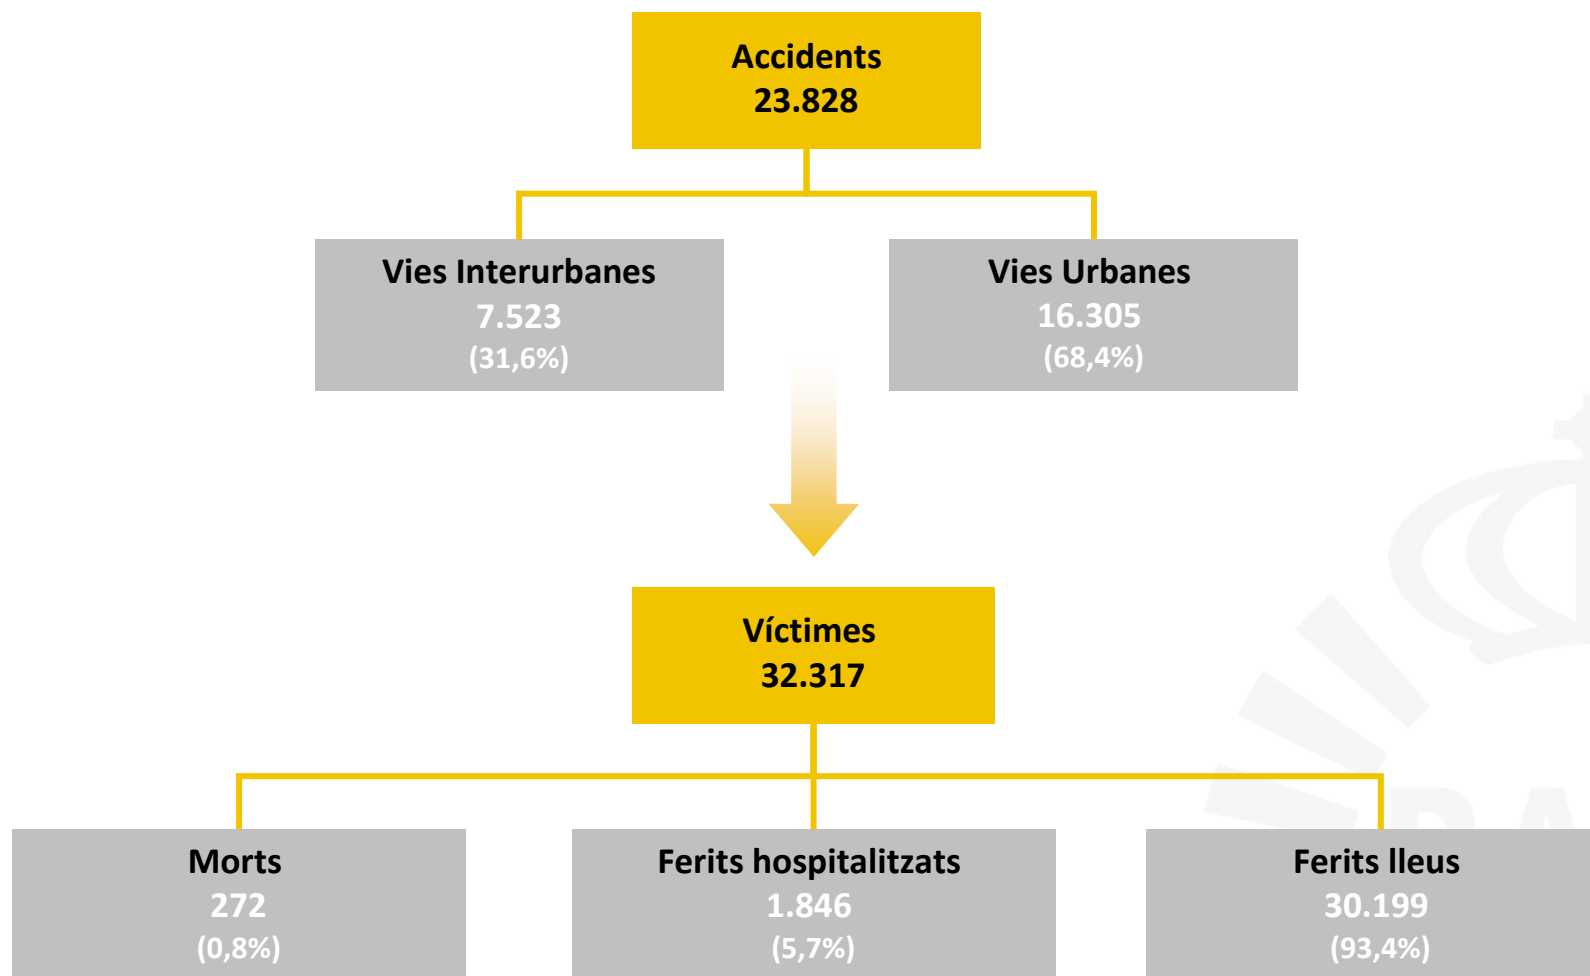 Accidents
23.828
Vies Interurbanes
7.523
(31,6%)
Vies Urbanes
16.305
(68,4%)
Víctimes
32.317
Morts
272
(0,8%)
Ferits hospitalitzats
1.846
(5,7%)
Ferits lleus
30.199
(93,4%)